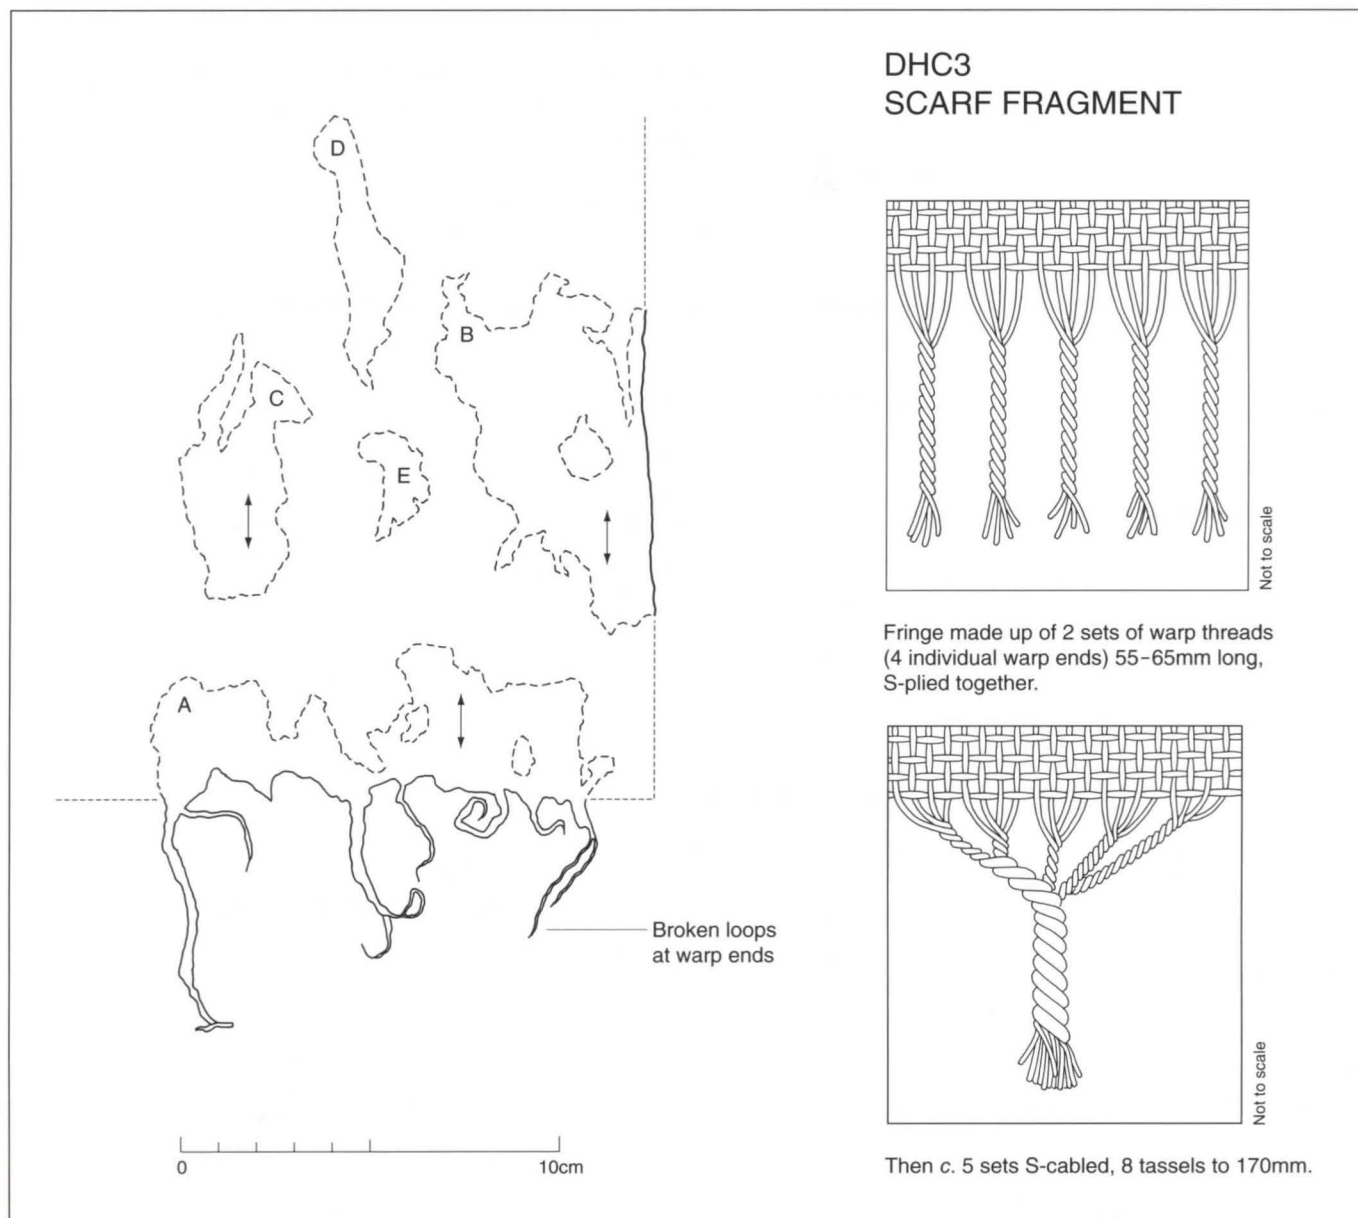 DHC3
SCARF FRAGMENT
D
B
C
E
A
Broken loops
at warp ends
0
10cm
Not to scale
Fringe made up of 2 sets of warp threads
(4 individual warp ends) 55–65mm long,
S-plied together.
Not to scale
Then c. 5 sets S-cabled, 8 tassels to 170mm.